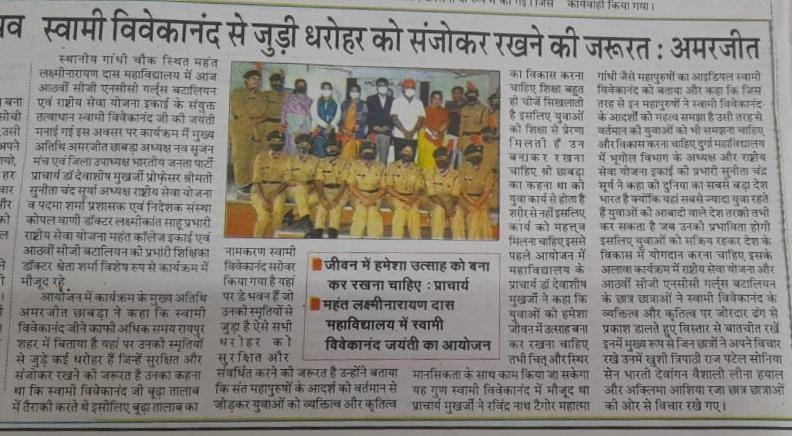 कार्यवाही किया गया।
स्वामी विवेकानंद से जुड़ी धरोहर को संजोकर रखने की जरूरत : अमरजीत
स्थानीय गांधी चौक स्थित महंत
लक्ष्मीनारायण दास महाविद्यालय में आज
आठवीं सीजी एनसीसी गर्ल्स बटालियन
एवं राष्ट्रीय सेवा योजना इकाई के संयुक्त
तत्वाधान स्वामी विवेकानंद जी की जयंती
मनाई गई इस अवसर पर कार्यक्रम में मुख्य
अतिथि अमरजीत छाबड़ा अध्यक्ष नव सृजन
मंच एवं जिला उपाध्यक्ष भारतीय जनता पार्टी
प्राचार्य डॉ देवाशीष मुखर्जी प्रोफेसर श्रीमती
सुनीता चंद्र सूर्या अध्यक्ष राष्ट्रीय सेवा योजना
व पदमा शर्मा प्रशासक एवं निदेशक संस्था
कोपल वाणी डॉक्टर लक्ष्मीकांत साहू प्रभारी
राष्ट्रीय सेवा योजना महंत कॉलेज इकाई एवं
आठवीं सीजी बटालियन की प्रभारी शिक्षिका
डॉक्टर श्वेता शर्मा विशेष रूप से कार्यक्रम में
मौजूद रहे
आयोजन में कार्यक्रम के मुख्य अतिथि
अमरजीत छाबड़ा ने कहा कि स्वामी
विवेकानंद जीने काफी अधिक समय रायपुर
शहर में बिताया है यहां पर उनकी स्मृतियों
से जुड़े कई धरोहर हैं जिन्हें सुरक्षित और
संजोकर रखने की जरूरत है उनका कहना
था कि स्वामी विवेकानंद जी बूढ़ा तालाब
में तैराकी करते थे इसीलिए बूढ़ा तालाब का
नामकरण स्वामी
विवेकानंद सरोवर
किया गया है यहां
पर डे भवन हैं जो
उनकी स्मृतियों से
जुड़ा है ऐसे सभी
धरोहर को
सुरक्षित और
संवर्धित करने की जरूरत है उन्होंने बताया
कि संत महापुरुषों के आदर्श को वर्तमान से
जोड़कर युवाओं को व्यक्तित्व और कृतित्व
जीवन में हमेशा उत्साह को बना
कर रखना चाहिए : प्राचार्य
महंत लक्ष्मीनारायण दास
महाविद्यालय में स्वामी
विवेकानंद जयंती का आयोजन
का विकास करना
चाहिए शिक्षा बहुत
ही चीजें सिखलाती
है इसलिए युवाओं
को शिक्षा से प्रेरणा
मिलती है उन
बनाकर रखना
चाहिए श्री छाबड़ा
का कहना था की
युवा कार्य से होता है
शरीर से नहीं इसलिए
कार्य को महत्त्व
मिलना चाहिए इससे
पहले आयोजन में
महाविद्यालय के
प्राचार्य डॉ देवाशीष
मुखर्जी ने कहा कि
युवाओं को हमेशा
जीवन में उत्साह बना
कर रखना चाहिए
तभी चित् और स्थिर
मानसिकता के साथ काम किया जा सकेगा
यह गुण स्वामी विवेकानंद में मौजूद था
प्राचार्य मुखर्जी ने रविंद्र नाथ टैगोर महात्मा
गांधी जैसे महापुरुषों का आइडियल स्वामी
विवेकानंद को बताया और कहा कि जिस
तरह से इन महापुरुषों ने स्वामी विवेकानंद
के आदर्शों को महत्व समझा है उसी तरह से
वर्तमान की युवाओं को भी समझना चाहिए
और विकास करना चाहिए दुर्गा महाविद्यालय
में भूगोल विभाग के अध्यक्ष और राष्ट्रीय
सेवा योजना इकाई की प्रभारी सुनीता चंद्र
सूर्य ने कहा की दुनिया का सबसे बड़ा देश
भारत है क्योंकि यहां सबसे ज्यादा युवा रहते
हैं युवाओं की आबादी वाले देश तरक्की तभी
कर सकता है जब उनकी प्रभाविता होगी
इसलिए युवाओं को सक्रिय रहकर देश के
विकास में योगदान करना चाहिए इसके
अलावा कार्यक्रम में राष्ट्रीय सेवा योजना और
आठवीं सीजी एनसीसी गर्ल्स बटालियन
के छात्र छात्राओं ने स्वामी विवेकानंद के
व्यक्तित्व और कृतित्व पर जोरदार ढंग से
प्रकाश डालते हुए विस्तार से बातचीत रखें
इनमें मुख्य रूप से जिन छात्रों ने अपने विचार
रखे उनमें खुशी त्रिपाठी राज पटेल सोनिया
सेन भारती देवांगन वैशाली लीना हयाल
और अक्लिमा आशिया रजा छात्र छात्राओं
की ओर से विचार रखे गए।